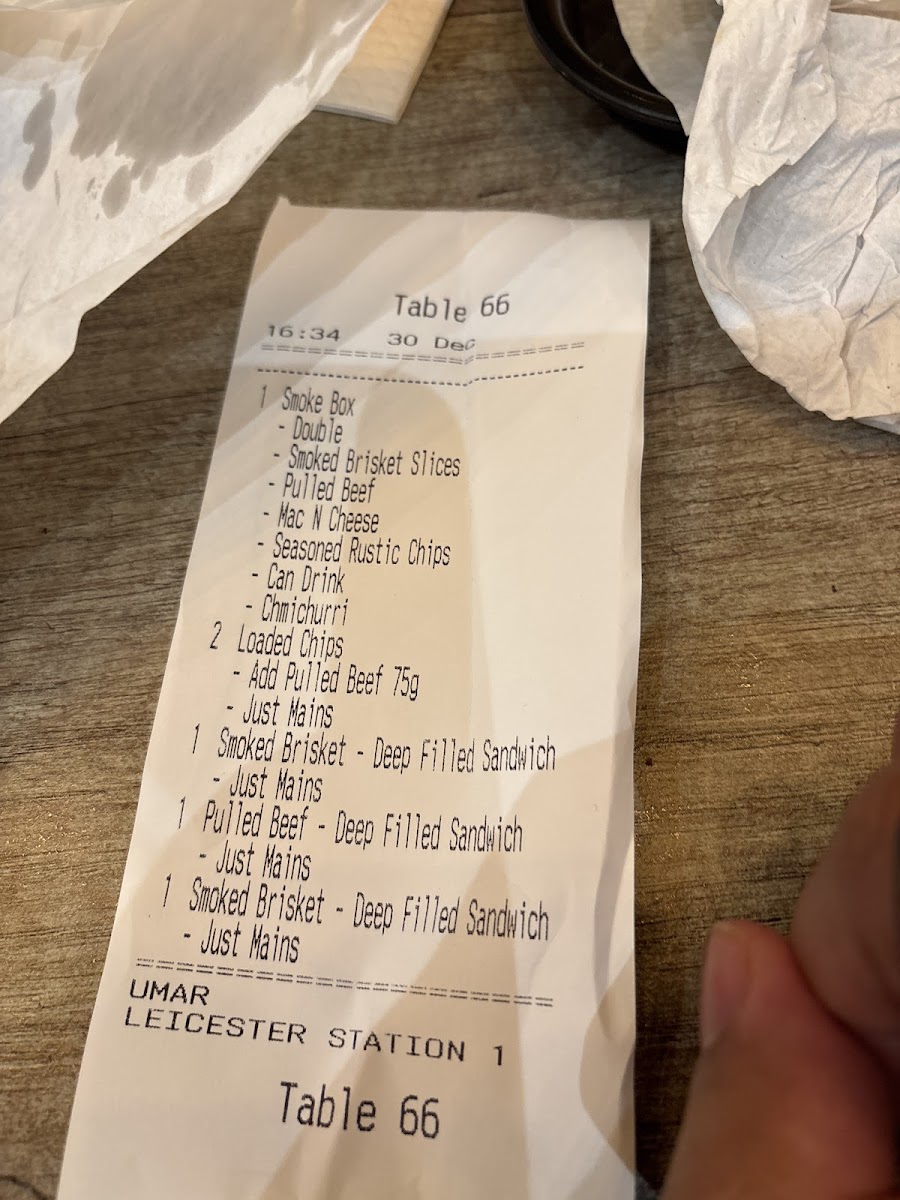 Table 66
16:34 30 Dec
1 Smoke Box
- Double
- Smoked Brisket Slices
- Pulled Beef
- Mac N Cheese
- Seasoned Rustic Chips
- Can Drink
- Chmichurri
2 Loaded Chips
- Add Pulled Beef 75g
- Just Mains
1 Smoked Brisket - Deep Filled Sandwich
- Just Mains
1 Pulled Beef - Deep Filled Sandwich
- Just Mains
1 Smoked Brisket - Deep Filled Sandwich
- Just Mains
UMAR
LEICESTER STATION 1
Table 66